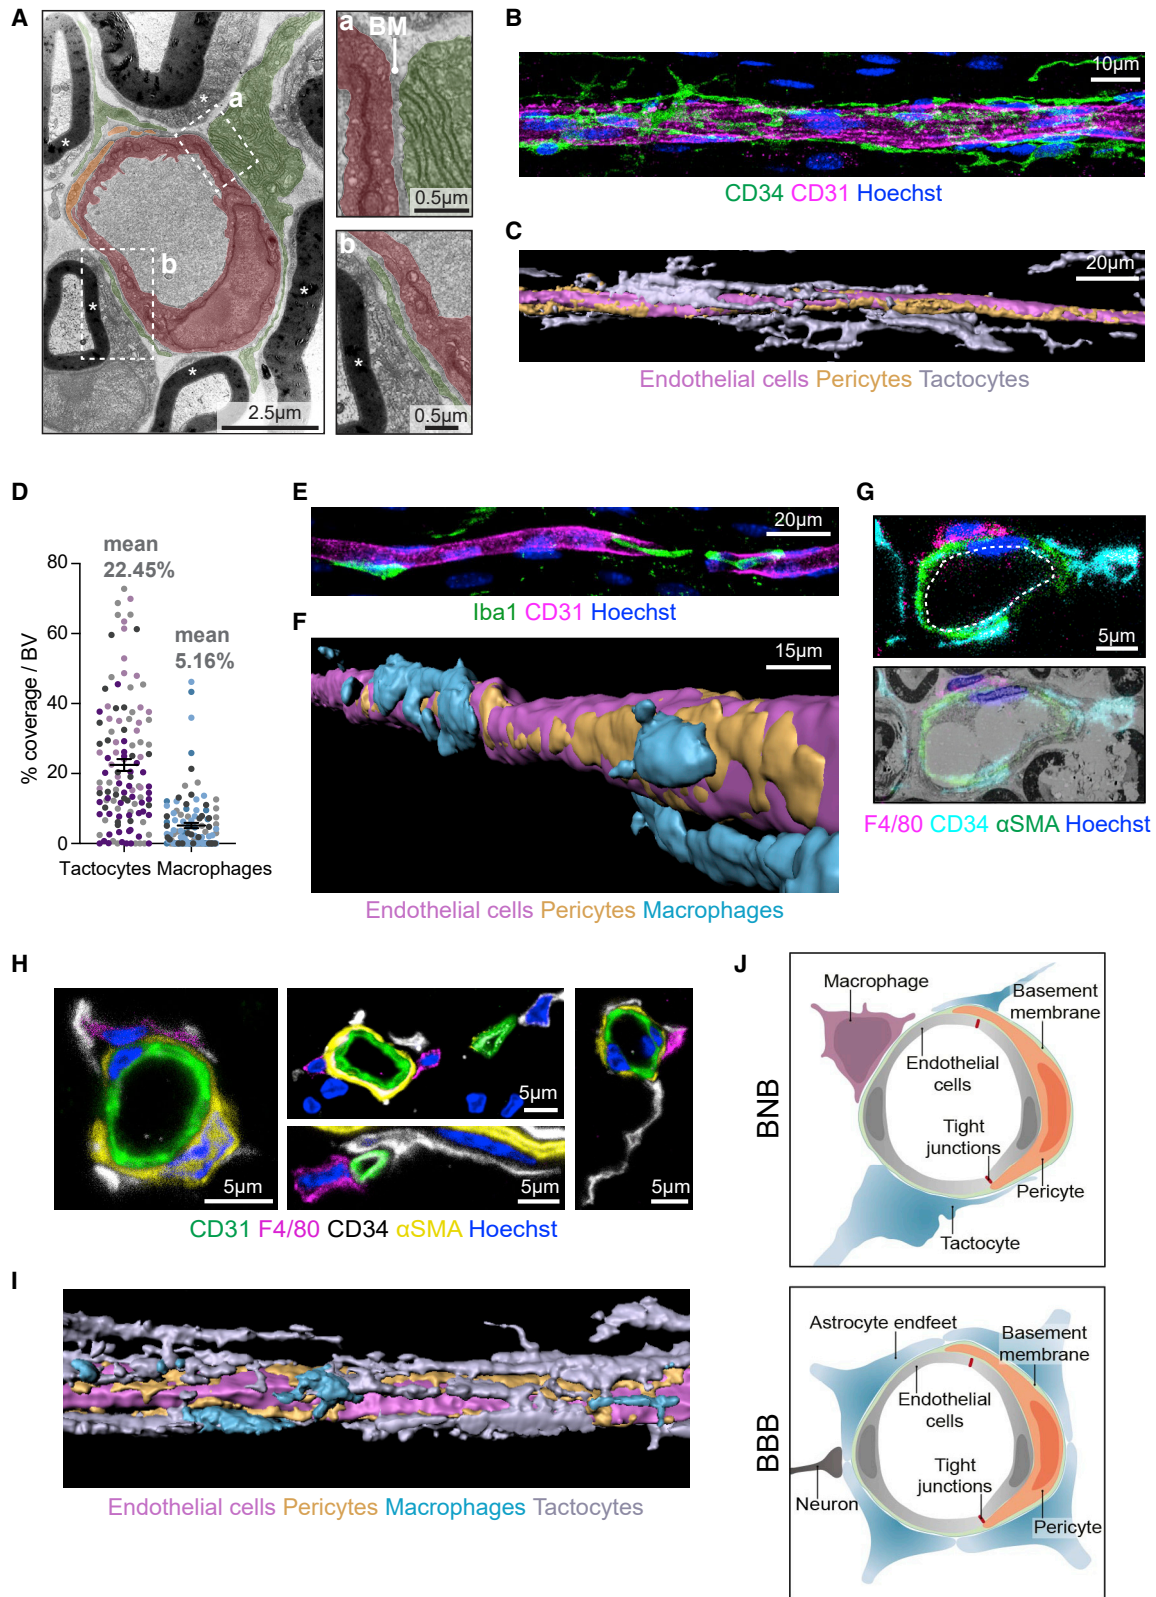 A
a
b
2.5µm
a
BM
0.5µm
b
0.5µm
B
10µm
CD34 CD31 Hoechst
C
20µm
Endothelial cells Pericytes Tactocytes
D
% coverage / BV
80
60
40
20
0
mean
22.45%
mean
5.16%
Tactocytes Macrophages
E
20µm
Iba1 CD31 Hoechst
F
15µm
Endothelial cells Pericytes Macrophages
G
5µm
F4/80 CD34 αSMA Hoechst
H
5µm
5µm
5µm
5µm
CD31 F4/80 CD34 αSMA Hoechst
I
Endothelial cells Pericytes Macrophages Tactocytes
J
BNB
Macrophage
Basement
membrane
Endothelial
cells
Tight
junctions
Pericyte
Tactocyte
BBB
Astrocyte endfeet
Basement
membrane
Endothelial
cells
Tight
junctions
Neuron
Pericyte